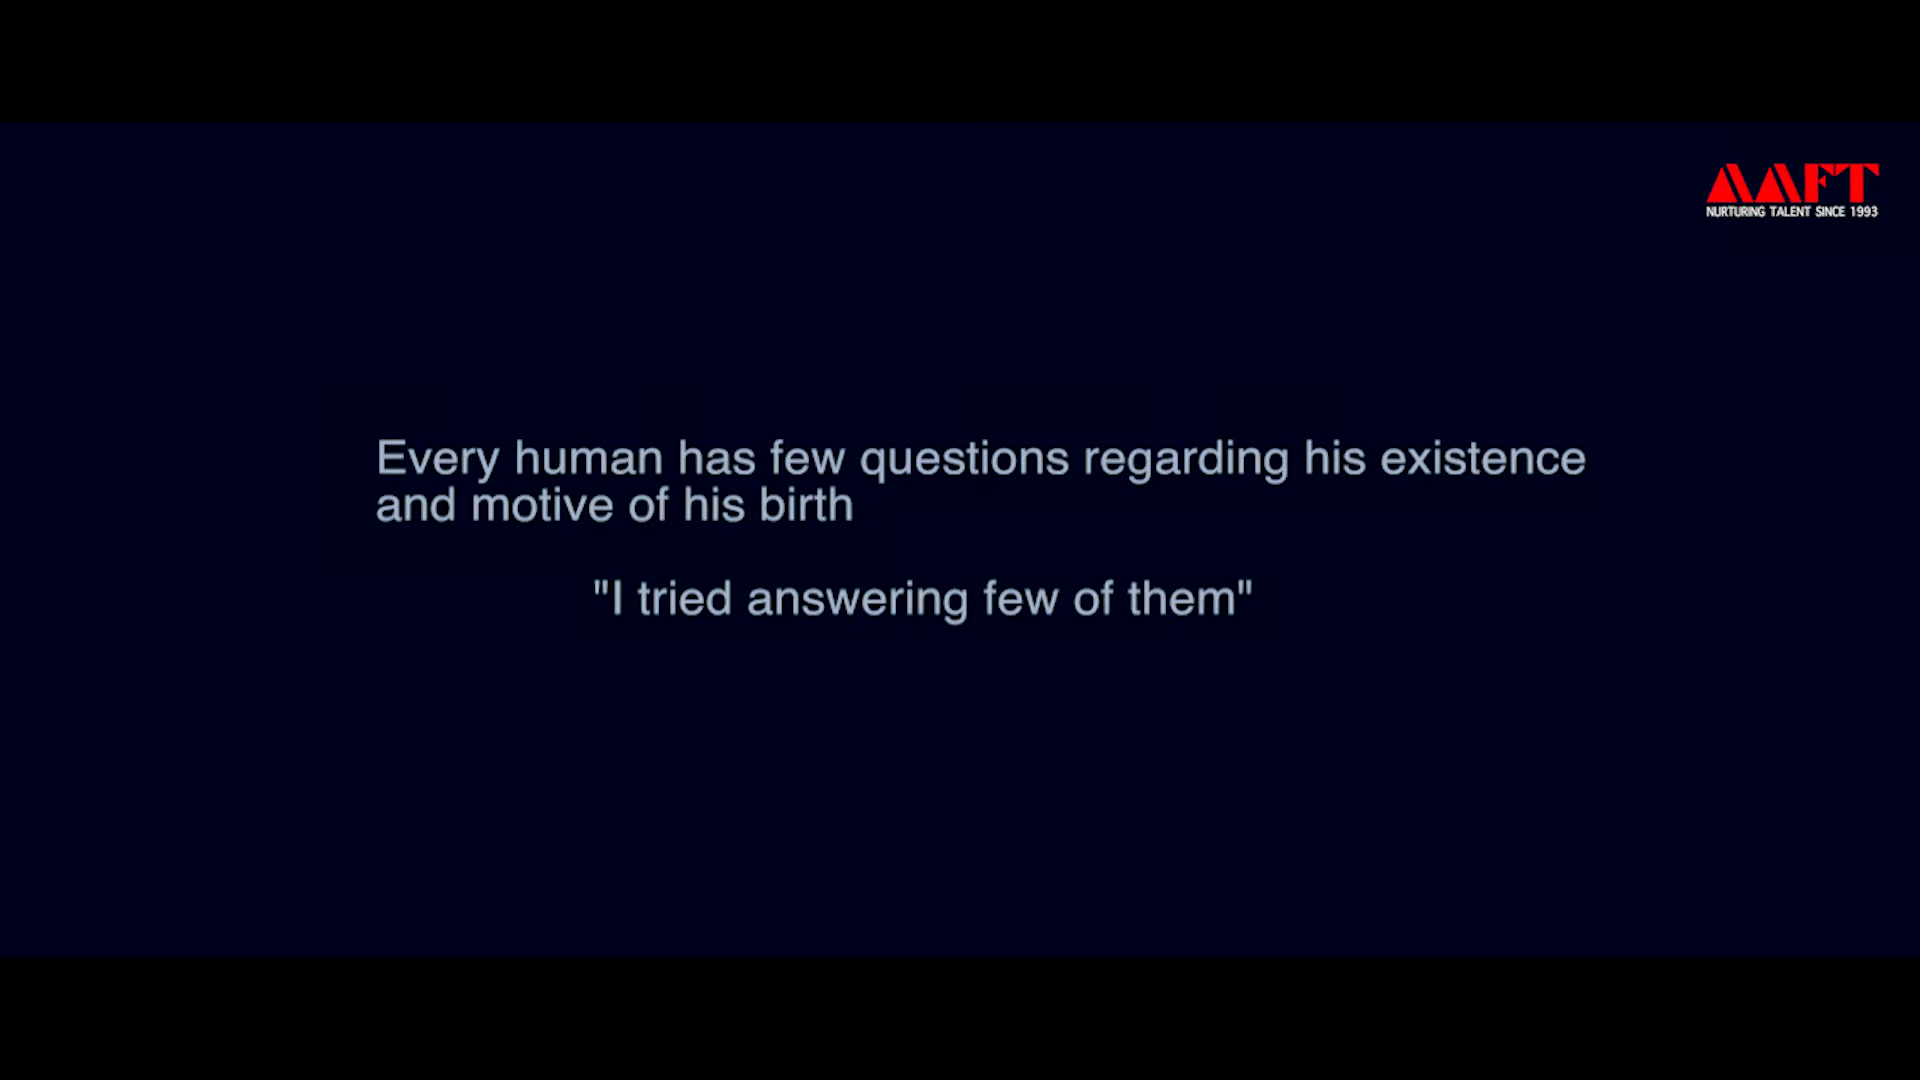 AAFT
NURTURING TALENT SINCE 1993
Every human has few questions regarding his existence
and motive of his birth
"I tried answering few of them"